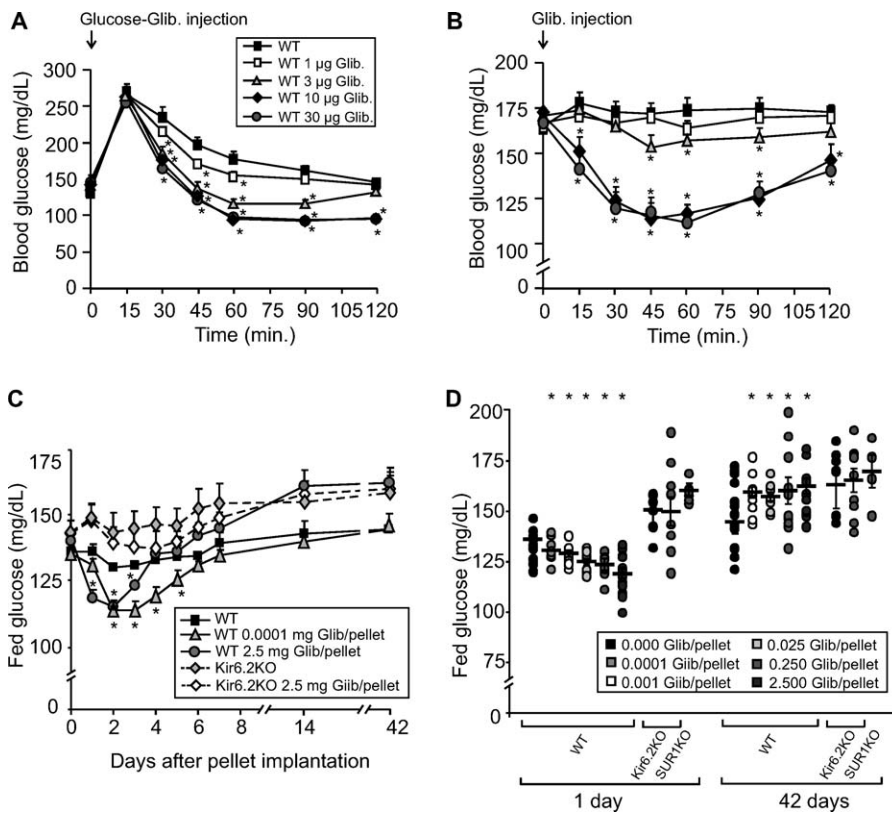 A
Glucose-Glib. injection
WT
WT 1 µg Glib.
WT 3 µg Glib.
WT 10 µg Glib.
WT 30 µg Glib.
Blood glucose (mg/dL)
300
250
200
150
100
50
0
0 15 30 45 60 75 90 105 120
Time (min.)
* * * * * * * * * * * * *
B
Glib. injection
Blood glucose (mg/dL)
200
175
150
125
100
0
0 15 30 45 60 75 90 105 120
Time (min.)
* * * * * * * * * * * * * * *
C
Fed glucose (mg/dL)
175
150
125
100
0
* * * * * *
WT
WT 0.0001 mg Glib/pellet
WT 2.5 mg Glib/pellet
Kir6.2KO
Kir6.2KO 2.5 mg Glib/pellet
0 2 4 6 8 14 42
Days after pellet implantation
D
* * * * * * * * *
Fed glucose (mg/dL)
200
175
150
125
100
75
0
0.000 Glib/pellet
0.0001 Glib/pellet
0.001 Glib/pellet
0.025 Glib/pellet
0.250 Glib/pellet
2.500 Glib/pellet
WT Kir6.2KO SUR1KO WT Kir6.2KO SUR1KO
1 day 42 days